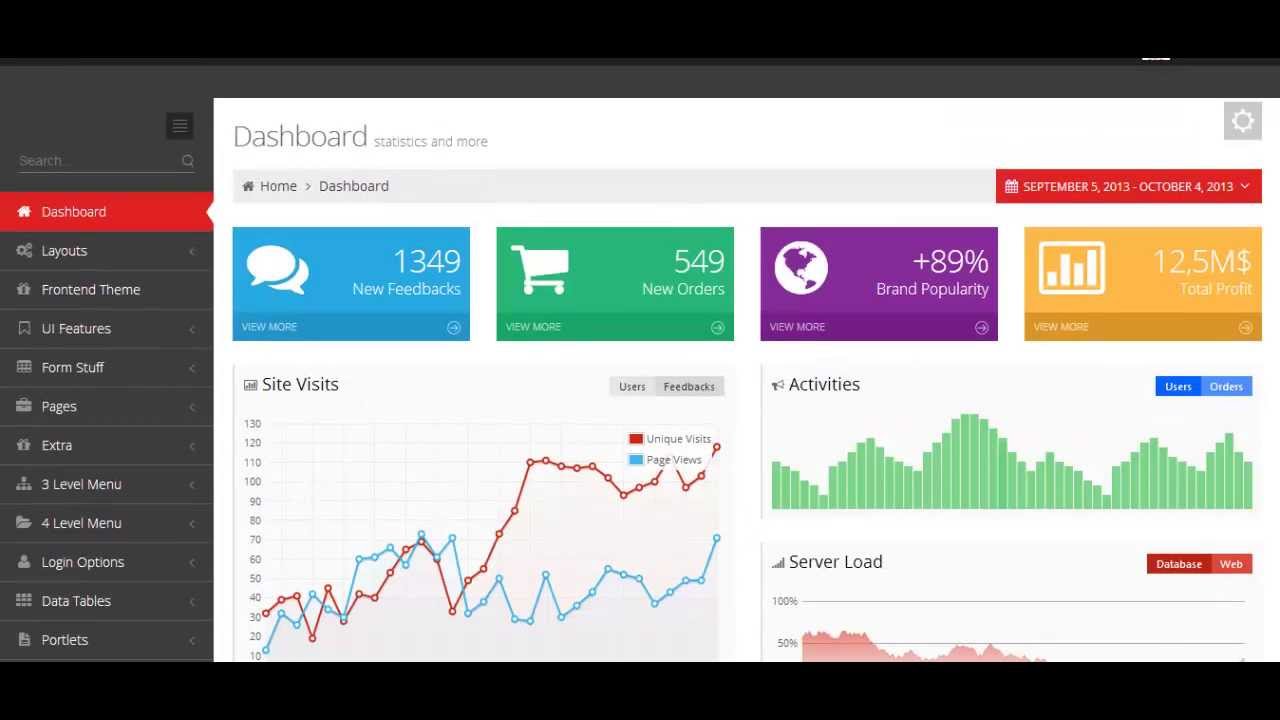 Dashboard statistics and more
Search...
Home > Dashboard
SEPTEMBER 5, 2013 - OCTOBER 4, 2013
Dashboard
Layouts
Frontend Theme
UI Features
Form Stuff
Pages
Extra
3 Level Menu
4 Level Menu
Login Options
Data Tables
Portlets
1349
New Feedbacks
VIEW MORE
549
New Orders
VIEW MORE
+89%
Brand Popularity
VIEW MORE
12,5M$
Total Profit
VIEW MORE
Site Visits
Users Feedbacks
130
120
110
100
90
80
70
60
50
40
30
20
10
Unique Visits
Page Views
Activities
Users Orders
Server Load
Database Web
100%
50%